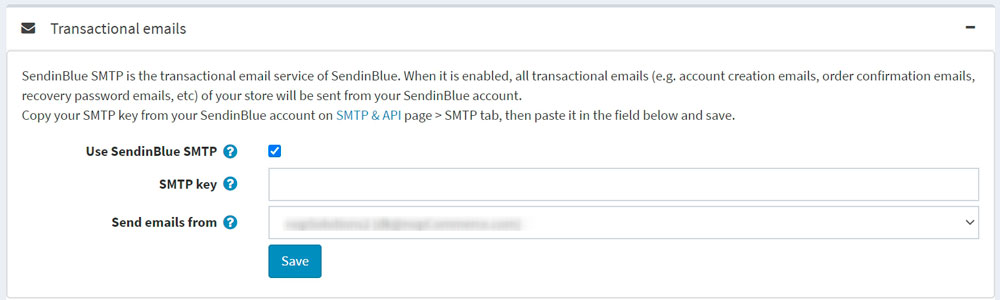 Transactional emails
SendinBlue SMTP is the transactional email service of SendinBlue. When it is enabled, all transactional emails (e.g. account creation emails, order confirmation emails,
recovery password emails, etc) of your store will be sent from your SendinBlue account.
Copy your SMTP key from your SendinBlue account on SMTP & API page > SMTP tab, then paste it in the field below and save.
Use SendinBlue SMTP ?
SMTP key ?
Send emails from ?
Save